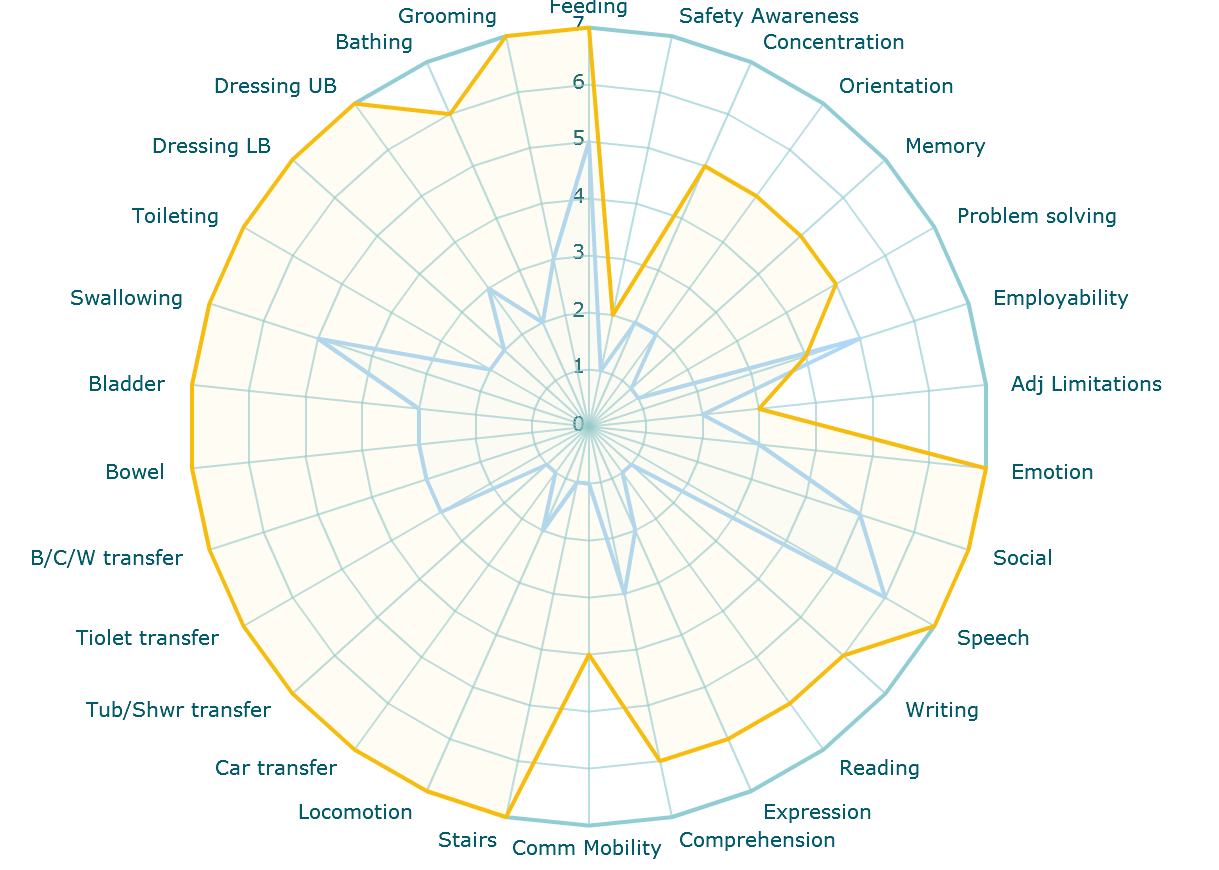 Feeding
Grooming
Safety Awareness
Bathing
Concentration
Dressing UB
Orientation
Dressing LB
Memory
Toileting
Problem solving
Swallowing
Employability
Bladder
Adj Limitations
Bowel
Emotion
B/C/W transfer
Social
Tiolet transfer
Speech
Tub/Shwr transfer
Writing
Car transfer
Reading
Locomotion
Expression
Stairs
Comprehension
Comm Mobility
7
6
5
4
3
2
1
0